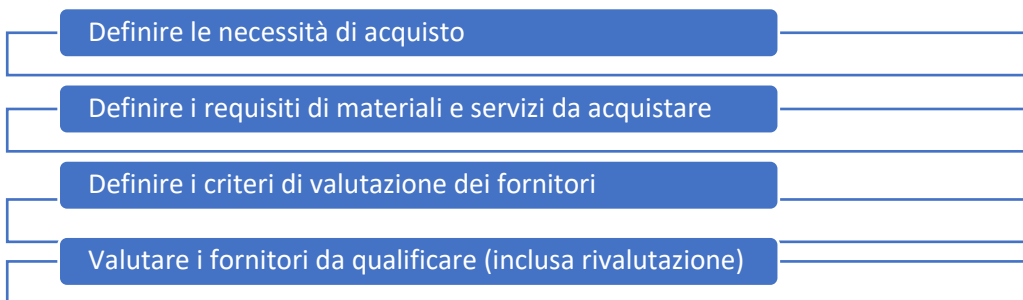 Definire le necessità di acquisto
Definire i requisiti di materiali e servizi da acquistare
Definire i criteri di valutazione dei fornitori
Valutare i fornitori da qualificare (inclusa rivalutazione)